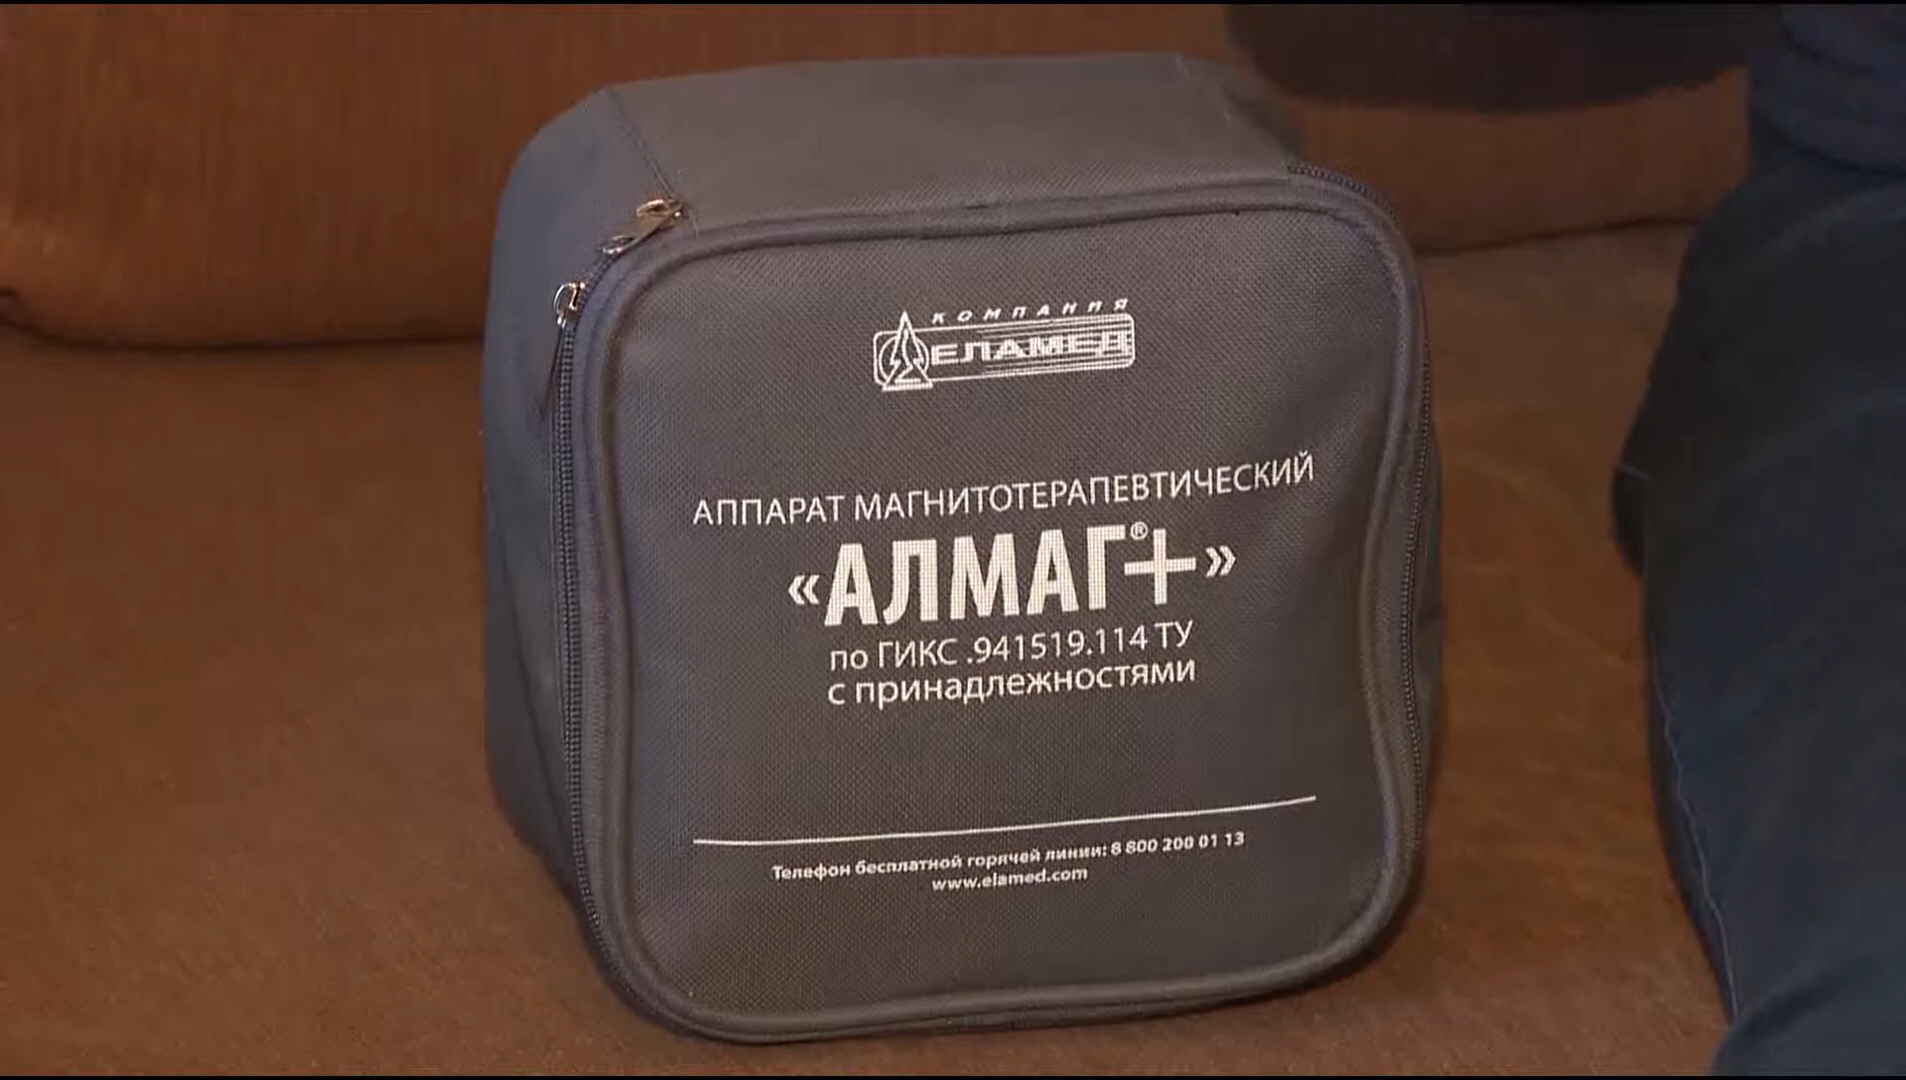 КОМПАНИЯ
ЕЛАМЕД
АППАРАТ МАГНИТОТЕРАПЕВТИЧЕСКИЙ
«АЛМАГ®+»
по ГИКС .941519.114 ТУ
с принадлежностями
Телефон бесплатной горячей линии: 8 800 200 01 13
www.elamed.com